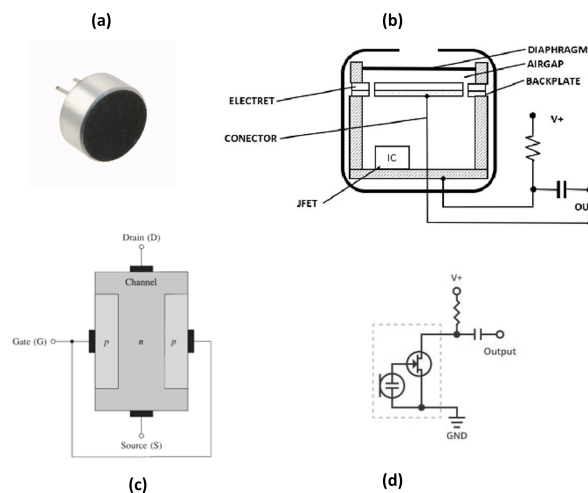 (a)
(b)
DIAPHRAGM
AIRGAP
BACKPLATE
ELECTRET
V+
CONECTOR
IC
JFET
OU
Drain (D)
Channel
Gate (G)
p
n
p
Source (S)
V+
Output
GND
(c)
(d)